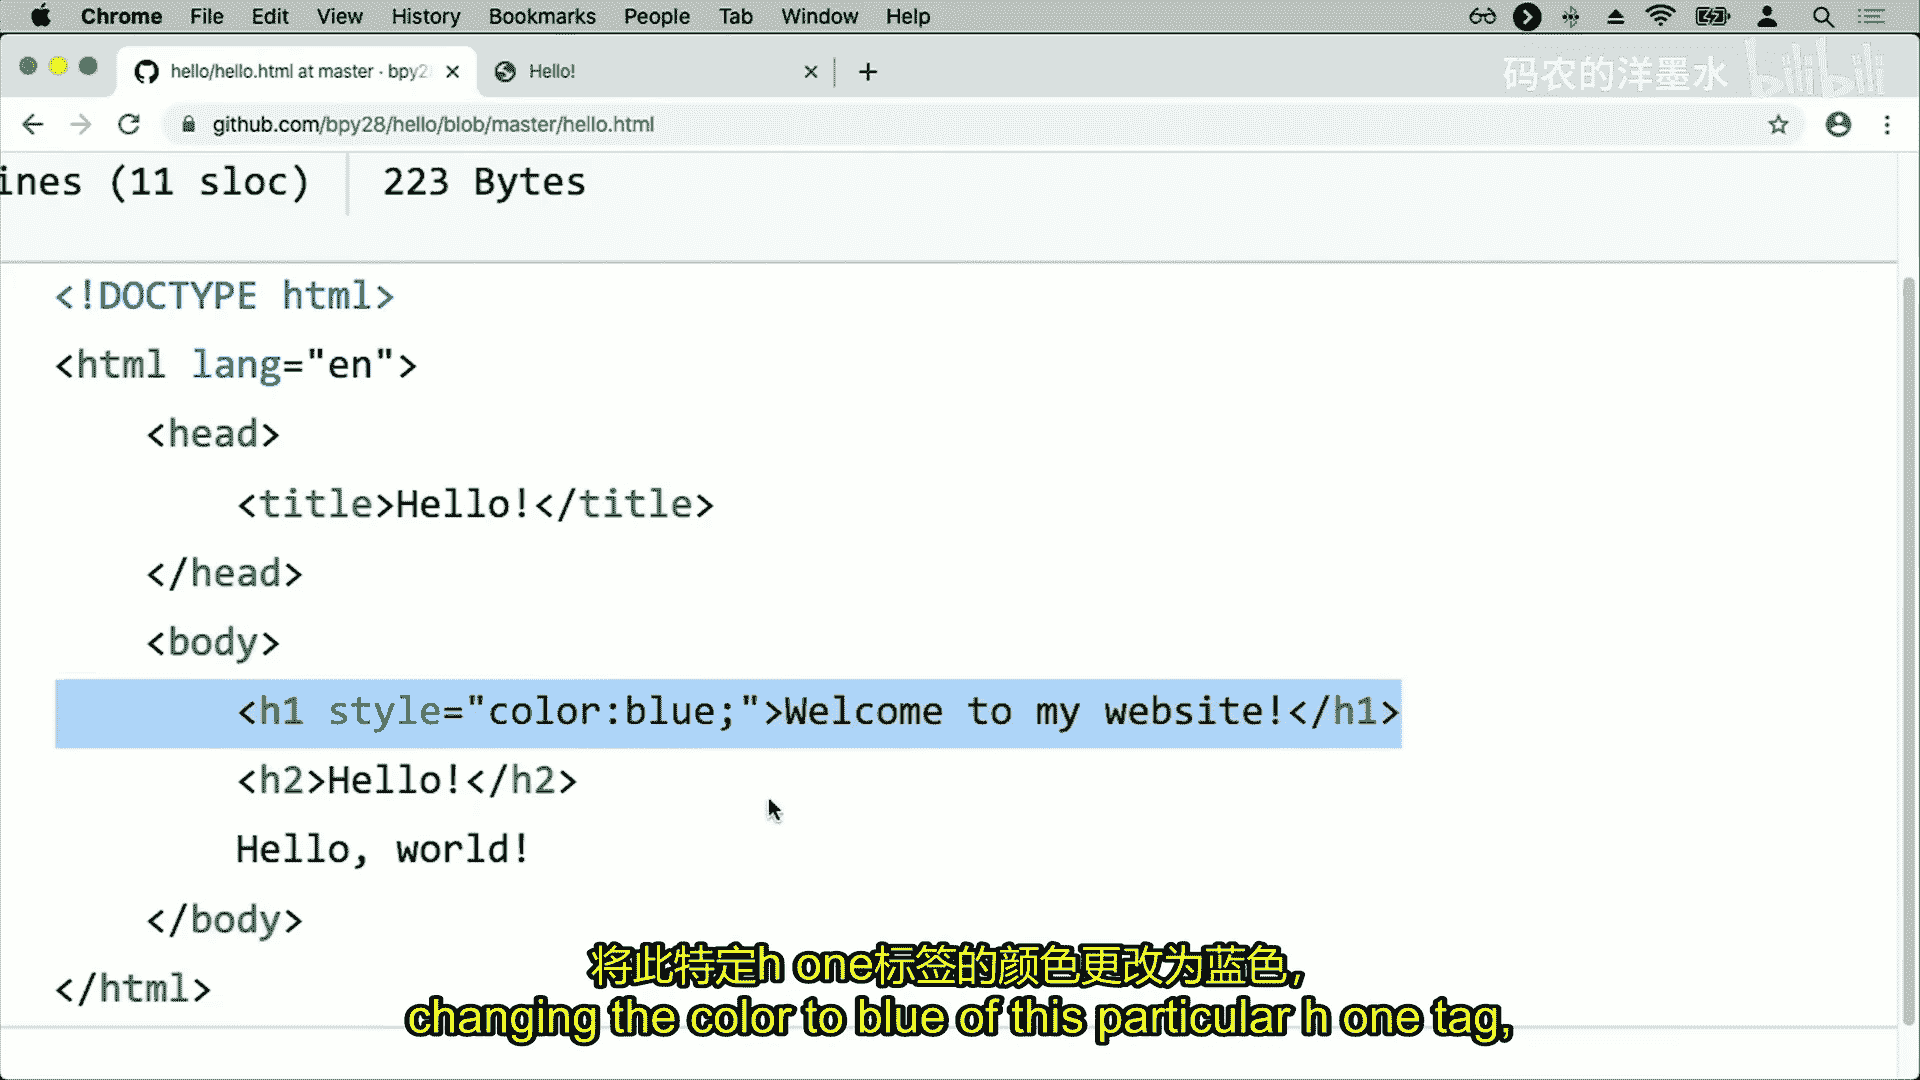 Chrome File Edit View History Bookmarks People Tab Window Help
hello/hello.html at master · bpy2
Hello!
码农的洋墨水 bilibili
github.com/bpy28/hello/blob/master/hello.html
ines (11 sloc) 223 Bytes
<!DOCTYPE html>
<html lang="en">
<head>
<title>Hello!</title>
</head>
<body>
<h1 style="color:blue;">Welcome to my website!</h1>
<h2>Hello!</h2>
Hello, world!
</body>
</html>
将此特定h one标签的颜色更改为蓝色,
changing the color to blue of this particular h one tag,